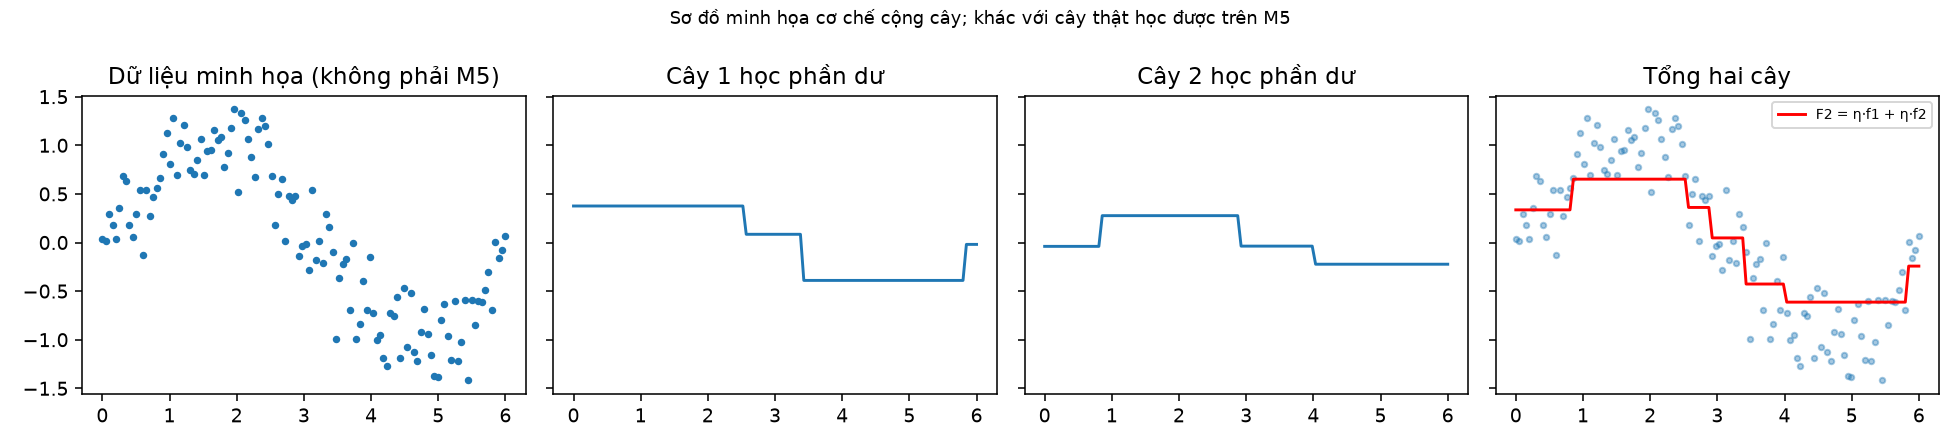 Sơ đồ minh họa cơ chế cộng cây; khác với cây thật học được trên M5
Dữ liệu minh họa (không phải M5)
Cây 1 học phần dư
Cây 2 học phần dư
Tổng hai cây
F2 = η·f1 + η·f2
1.5
1.0
0.5
0.0
−0.5
−1.0
−1.5
0 1 2 3 4 5 6
0 1 2 3 4 5 6
0 1 2 3 4 5 6
0 1 2 3 4 5 6